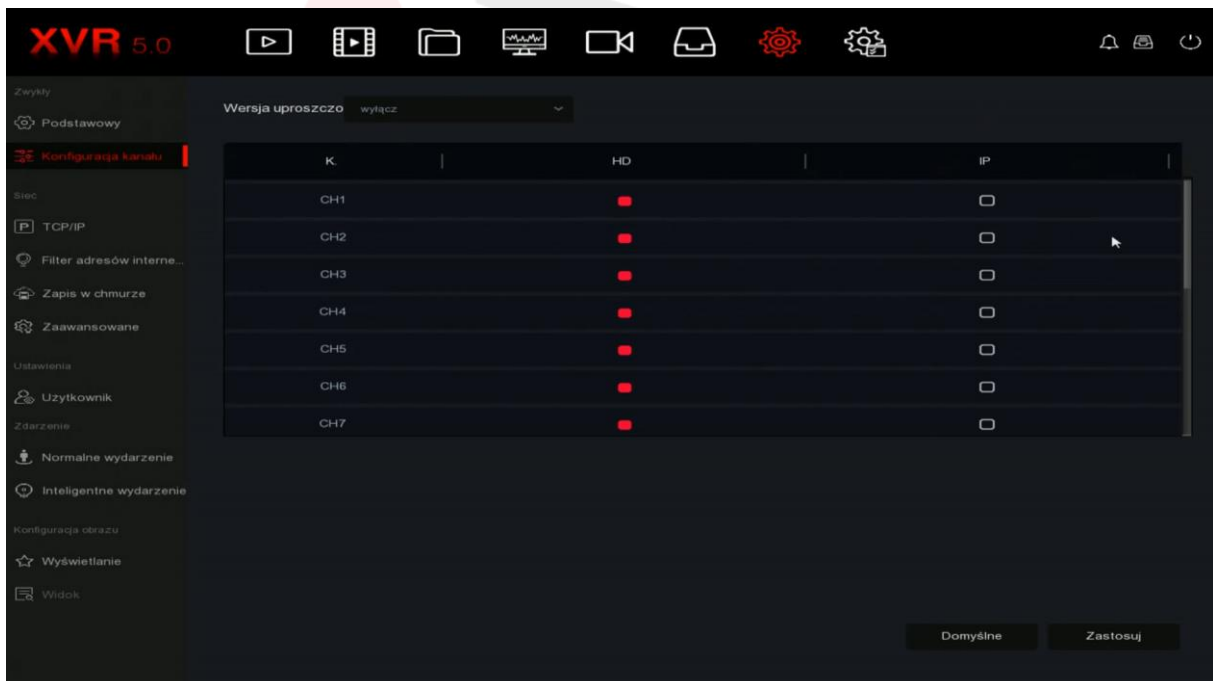 XVR 5.0
Zwykły
Podstawowy
Konfiguracja kanału
Siec
P TCP/IP
Filter adresów interne...
Zapis w chmurze
Zaawansowane
Ustawienia
Uzytkownik
Zdarzenie
Normalne wydarzenie
Inteligentne wydarzenie
Konfiguracja obrazu
Wyświetlanie
Widok
Wersja uproszczo wyłącz
K. HD IP
CH1
CH2
CH3
CH4
CH5
CH6
CH7
Domyślne Zastosuj